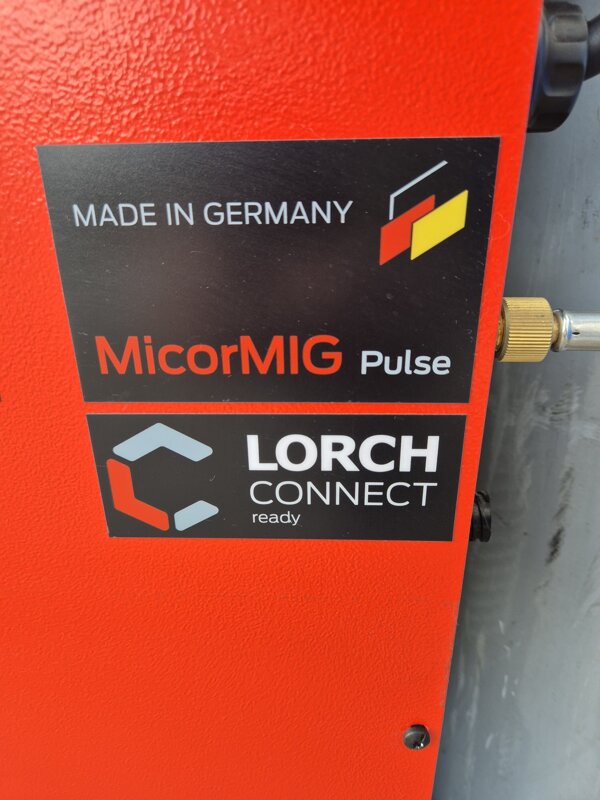 MADE IN GERMANY
MicorMIG Pulse
LORCH
CONNECT
ready